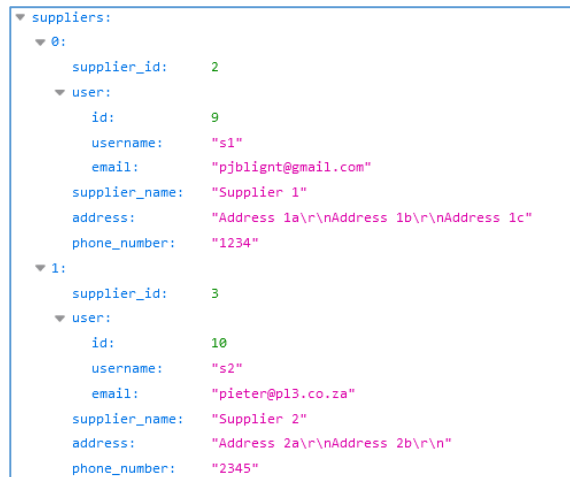 suppliers:
0:
supplier_id: 2
user:
id: 9
username: "s1"
email: "pjblignt@gmail.com"
supplier_name: "Supplier 1"
address: "Address 1a\r\nAddress 1b\r\nAddress 1c"
phone_number: "1234"
1:
supplier_id: 3
user:
id: 10
username: "s2"
email: "pieter@pl3.co.za"
supplier_name: "Supplier 2"
address: "Address 2a\r\nAddress 2b\r\n"
phone_number: "2345"